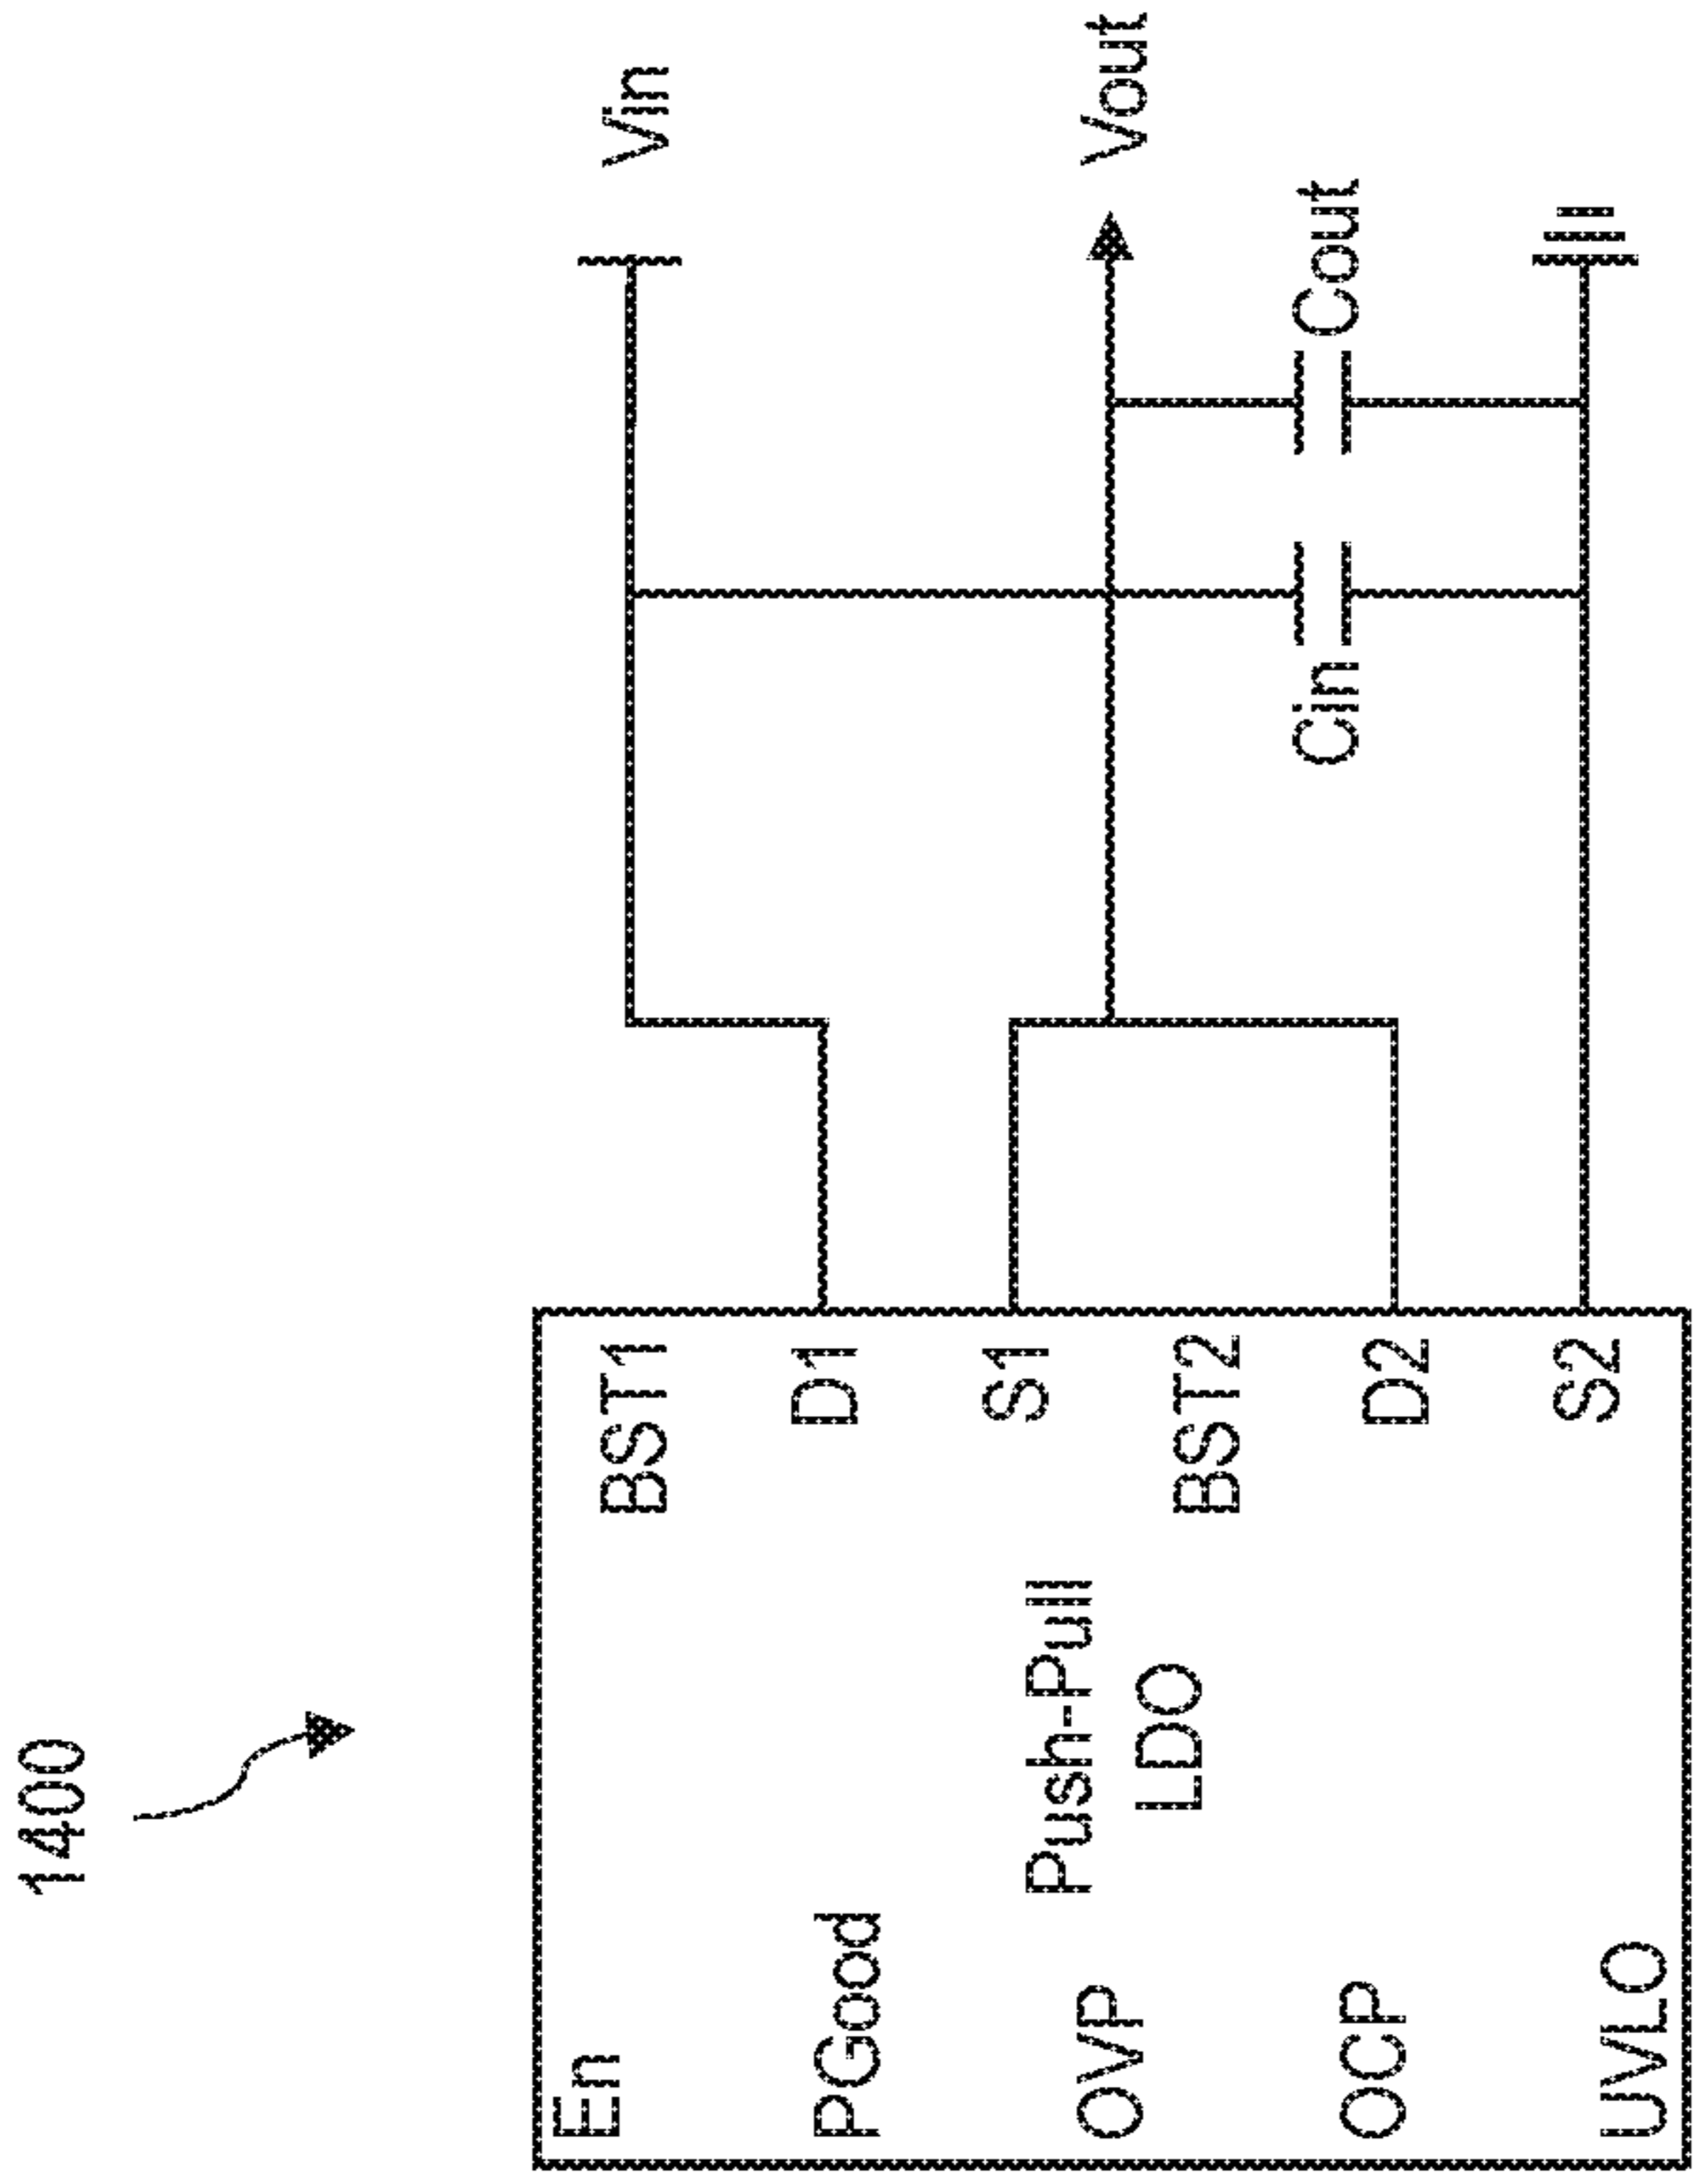 1400
En
PGood
OVP
OCP
UVLO
Push-Pull
LDO
BST1
D1
S1
BST2
D2
S2
Vin
Vout
Cin
Cout